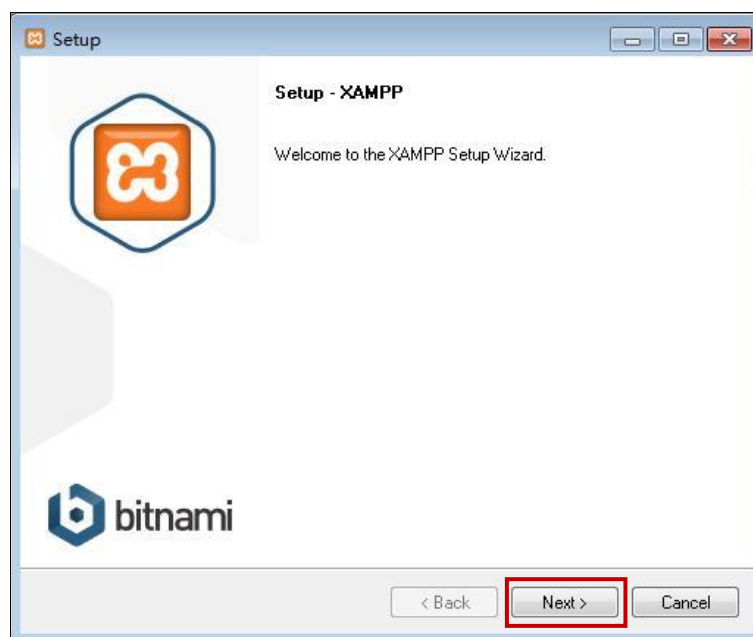 Setup
Setup - XAMPP
Welcome to the XAMPP Setup Wizard.
bitnami
< Back
Next >
Cancel